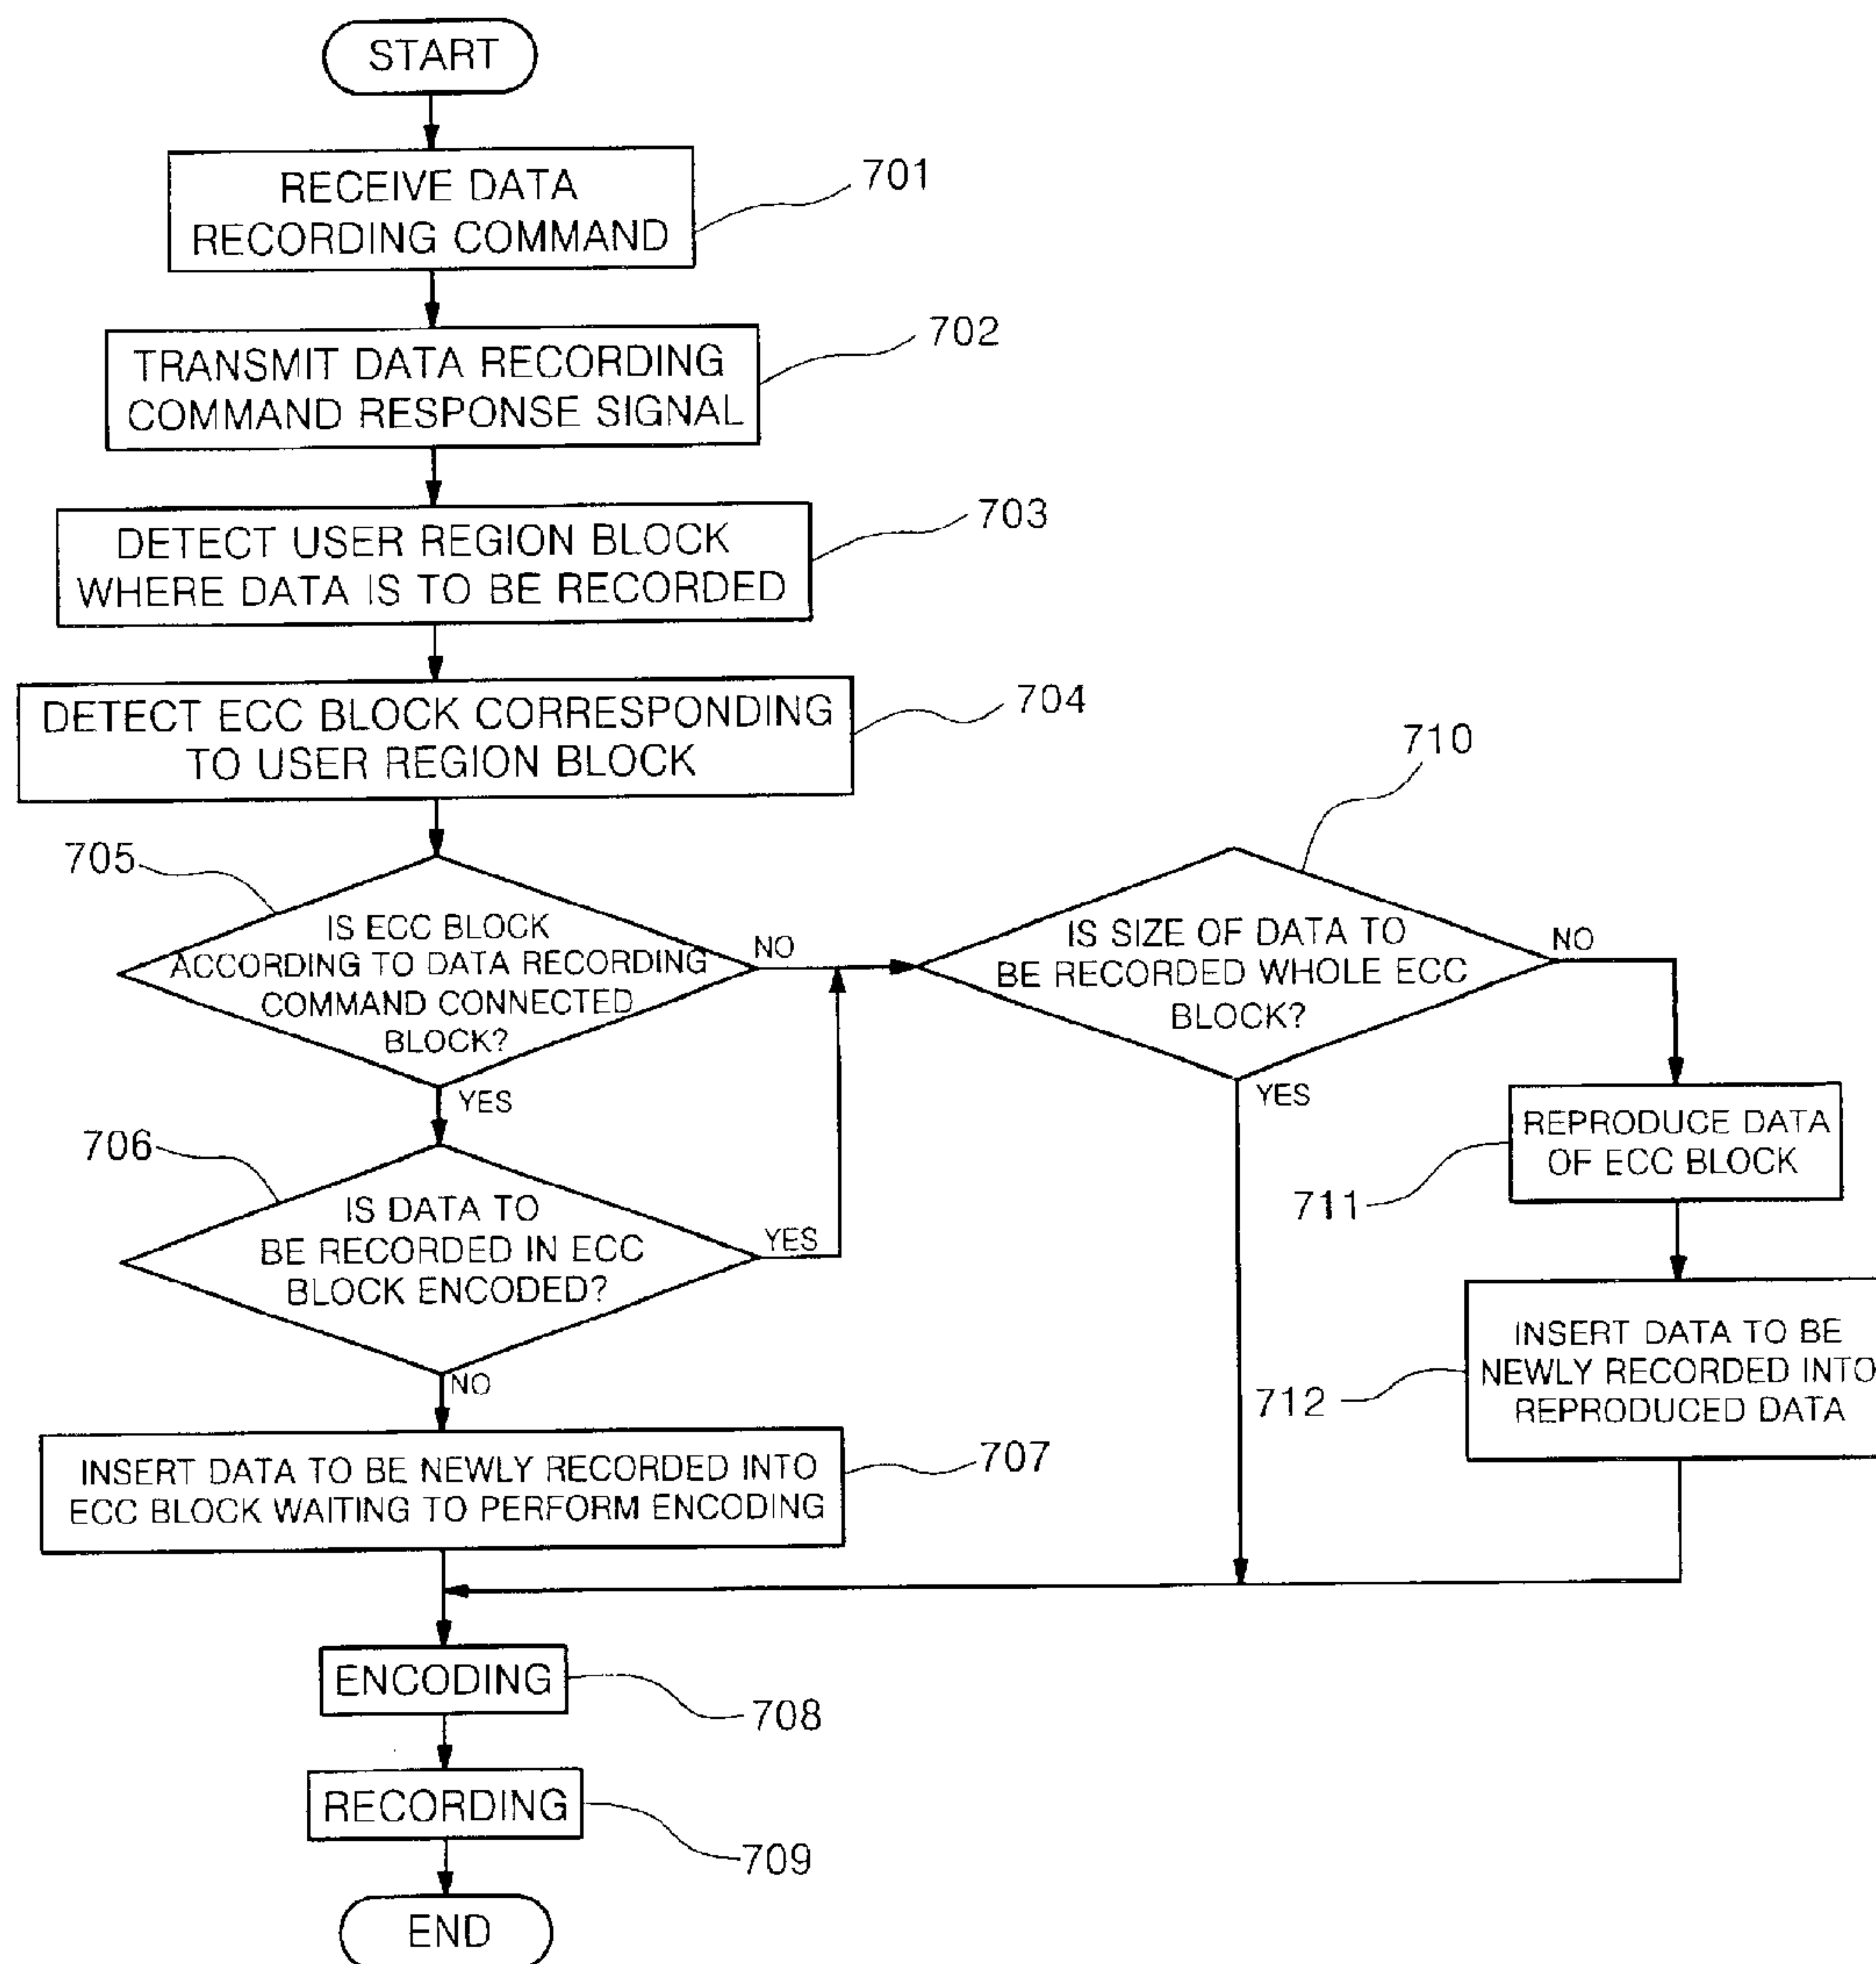 START
RECEIVE DATA
RECORDING COMMAND
701
TRANSMIT DATA RECORDING
COMMAND RESPONSE SIGNAL
702
DETECT USER REGION BLOCK
WHERE DATA IS TO BE RECORDED
703
DETECT ECC BLOCK CORRESPONDING
TO USER REGION BLOCK
704
705
IS ECC BLOCK
ACCORDING TO DATA RECORDING
COMMAND CONNECTED
BLOCK?
NO
YES
706
IS DATA TO
BE RECORDED IN ECC
BLOCK ENCODED?
YES
NO
INSERT DATA TO BE NEWLY RECORDED INTO
ECC BLOCK WAITING TO PERFORM ENCODING
707
710
IS SIZE OF DATA TO
BE RECORDED WHOLE ECC
BLOCK?
NO
YES
REPRODUCE DATA
OF ECC BLOCK
711
INSERT DATA TO BE
NEWLY RECORDED INTO
REPRODUCED DATA
712
ENCODING
708
RECORDING
709
END